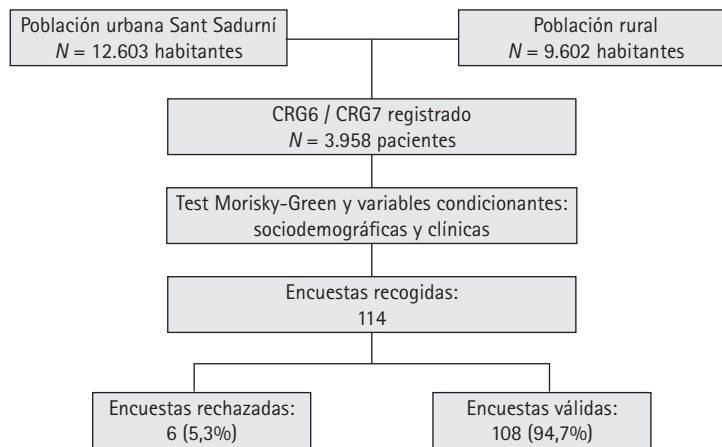 Población urbana Sant Sadurní
N = 12.603 habitantes
Población rural
N = 9.602 habitantes
CRG6 / CRG7 registrado
N = 3.958 pacientes
Test Morisky-Green y variables condicionantes:
sociodemográficas y clínicas
Encuestas recogidas:
114
Encuestas rechazadas:
6 (5,3%)
Encuestas válidas:
108 (94,7%)